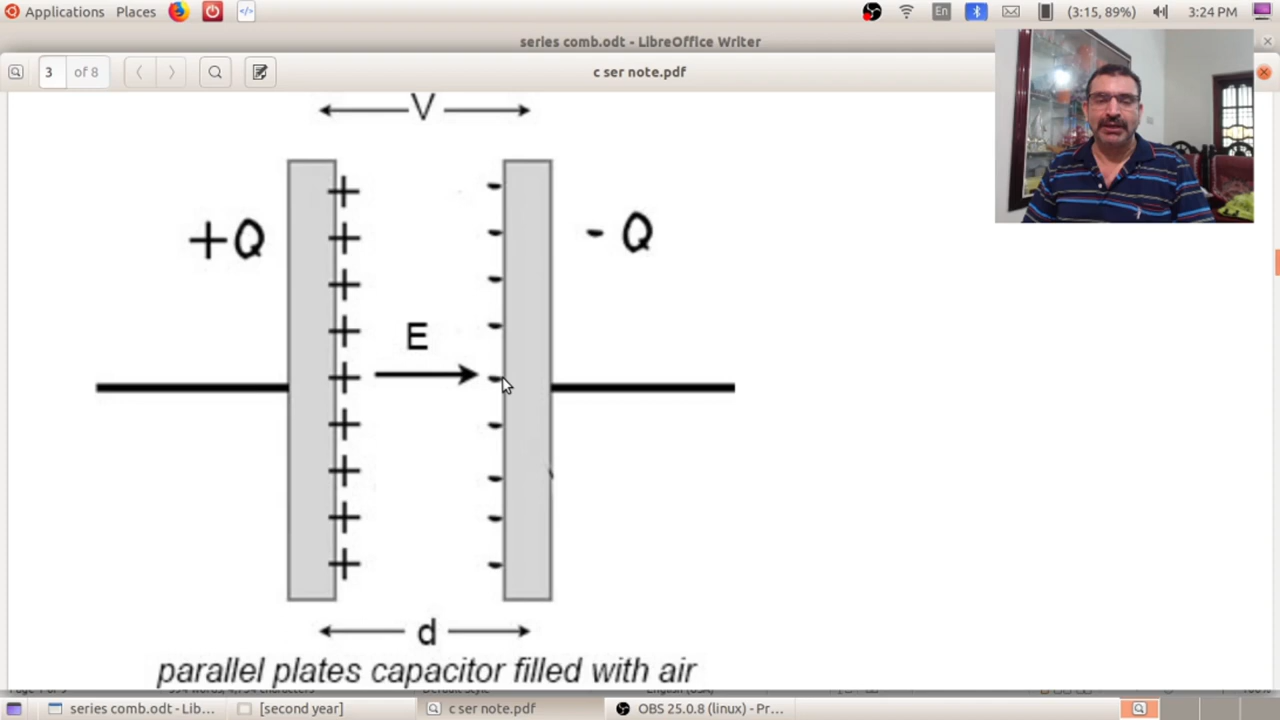 Applications Places En (3:15, 89%) 3:24 PM
series comb.odt - LibreOffice Writer
3 of 8 c ser note.pdf
V
+Q - Q
+ -
+ -
+ -
+ -
E
+ -
+ -
+ -
+ -
+ -
d
parallel plates capacitor filled with air
series comb.odt - Lib... [second year] c ser note.pdf OBS 25.0.8 (linux) - Pr...